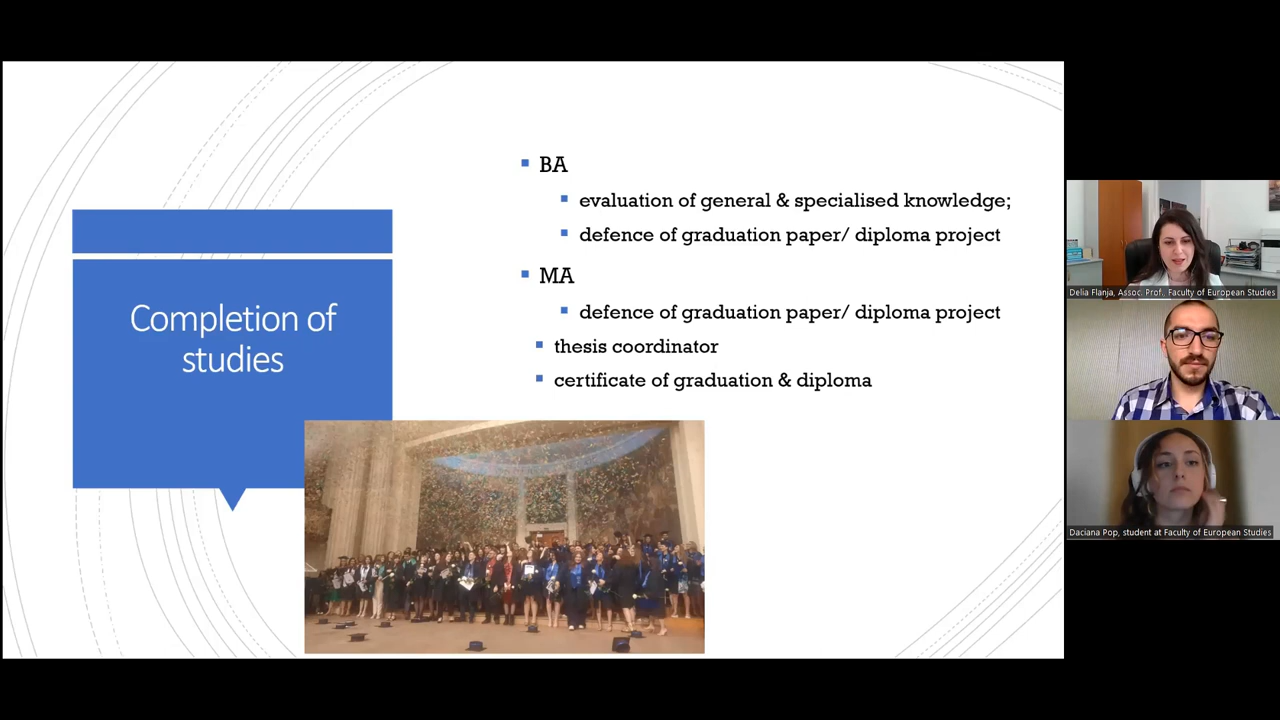 Completion of
studies
BA
evaluation of general & specialised knowledge;
defence of graduation paper/ diploma project
MA
defence of graduation paper/ diploma project
thesis coordinator
certificate of graduation & diploma
Delia Flanja, Assoc. Prof., Faculty of European Studies
Daciana Pop, student at Faculty of European Studies